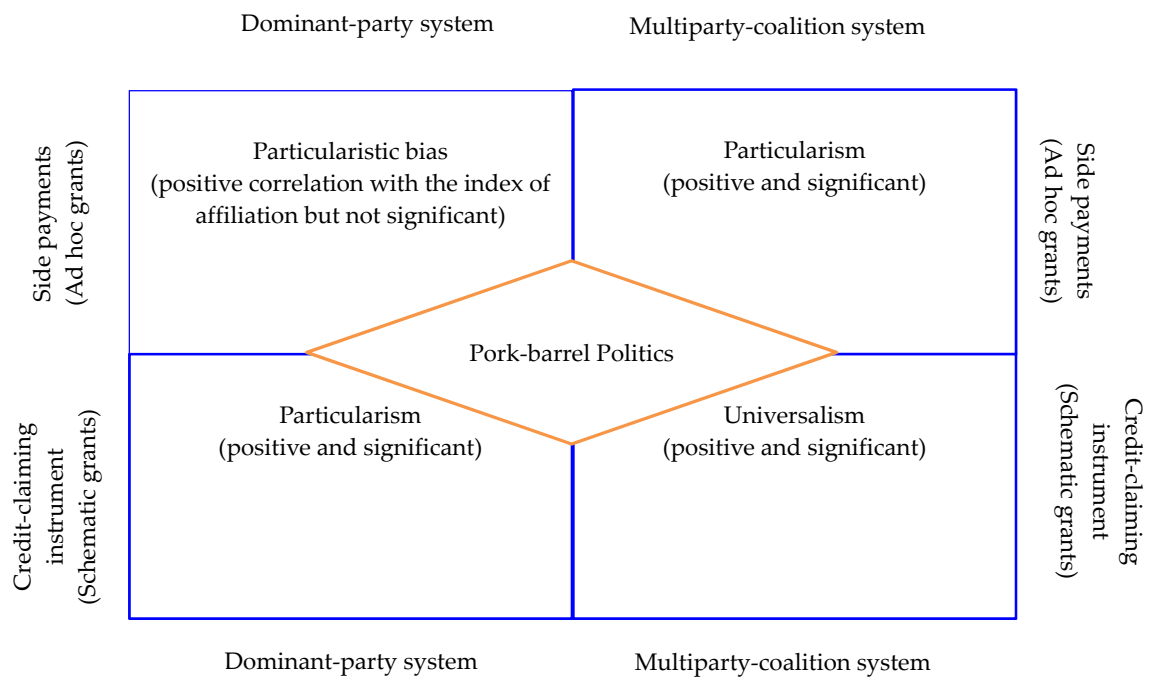 Dominant-party system
Multiparty-coalition system
Side payments
(Ad hoc grants)
Particularistic bias
(positive correlation with the index of
affiliation but not significant)
Particularism
(positive and significant)
Side payments
(Ad hoc grants)
Pork-barrel Politics
Credit-claiming
instrument
(Schematic grants)
Particularism
(positive and significant)
Universalism
(positive and significant)
Credit-claiming
instrument
(Schematic grants)
Dominant-party system
Multiparty-coalition system